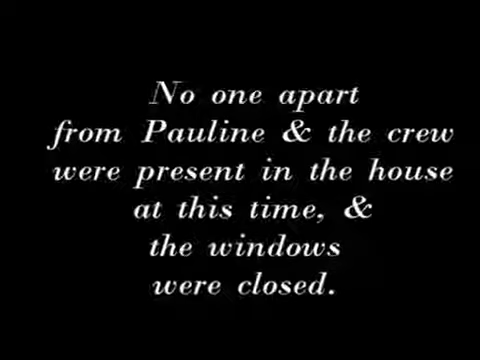 No one apart
from Pauline & the crew
were present in the house
at this time, &
the windows
were closed.